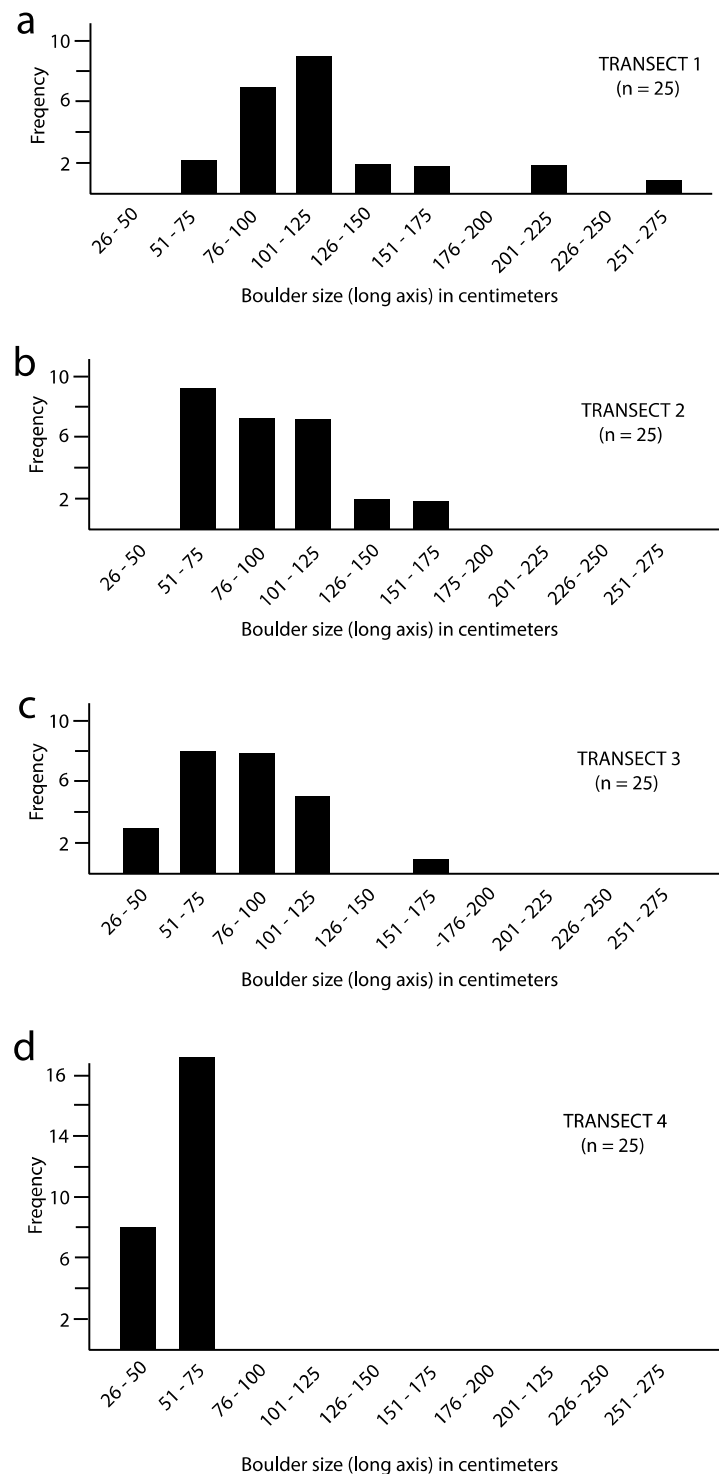 a
10
6
2
Freqency
TRANSECT 1
(n = 25)
26 - 50
51 - 75
76 - 100
101 - 125
126 - 150
151 - 175
176 - 200
201 - 225
226 - 250
251 - 275
Boulder size (long axis) in centimeters
b
10
6
2
Freqency
TRANSECT 2
(n = 25)
26 - 50
51 - 75
76 - 100
101 - 125
126 - 150
151 - 175
175 - 200
201 - 225
226 - 250
251 - 275
Boulder size (long axis) in centimeters
c
10
6
2
Freqency
TRANSECT 3
(n = 25)
26 - 50
51 - 75
76 - 100
101 - 125
126 - 150
151 - 175
-176 -200
201 - 225
226 - 250
251 - 275
Boulder size (long axis) in centimeters
d
16
14
10
6
2
Freqency
TRANSECT 4
(n = 25)
26 - 50
51 - 75
76 - 100
101 - 125
126 - 150
151 - 175
176 - 200
201 - 125
226 - 250
251 - 275
Boulder size (long axis) in centimeters